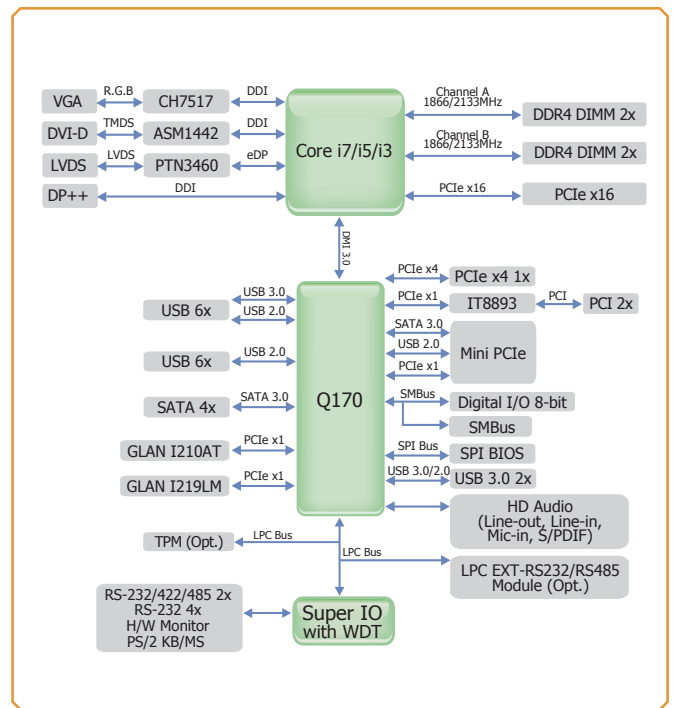 VGA
R.G.B
CH7517
DDI
DVI-D
TMDS
ASM1442
DDI
LVDS
LVDS
PTN3460
eDP
DP++
DDI
Core i7/i5/i3
Channel A
1866/2133MHz
DDR4 DIMM 2x
Channel B
1866/2133MHz
DDR4 DIMM 2x
PCIe x16
PCIe x16
DMI 3.0
USB 6x
USB 3.0
USB 2.0
USB 6x
USB 2.0
SATA 4x
SATA 3.0
GLAN I210AT
PCIe x1
GLAN I219LM
PCIe x1
Q170
PCIe x4
PCIe x4 1x
PCIe x1
IT8893
PCI
PCI 2x
SATA 3.0
USB 2.0
PCIe x1
Mini PCIe
SMBus
Digital I/O 8-bit
SMBus
SPI Bus
SPI BIOS
USB 3.0/2.0
USB 3.0 2x
HD Audio
(Line-out, Line-in,
Mic-in, S/PDIF)
TPM (Opt.)
LPC Bus
LPC Bus
LPC EXT-RS232/RS485
Module (Opt.)
RS-232/422/485 2x
RS-232 4x
H/W Monitor
PS/2 KB/MS
Super IO
with WDT